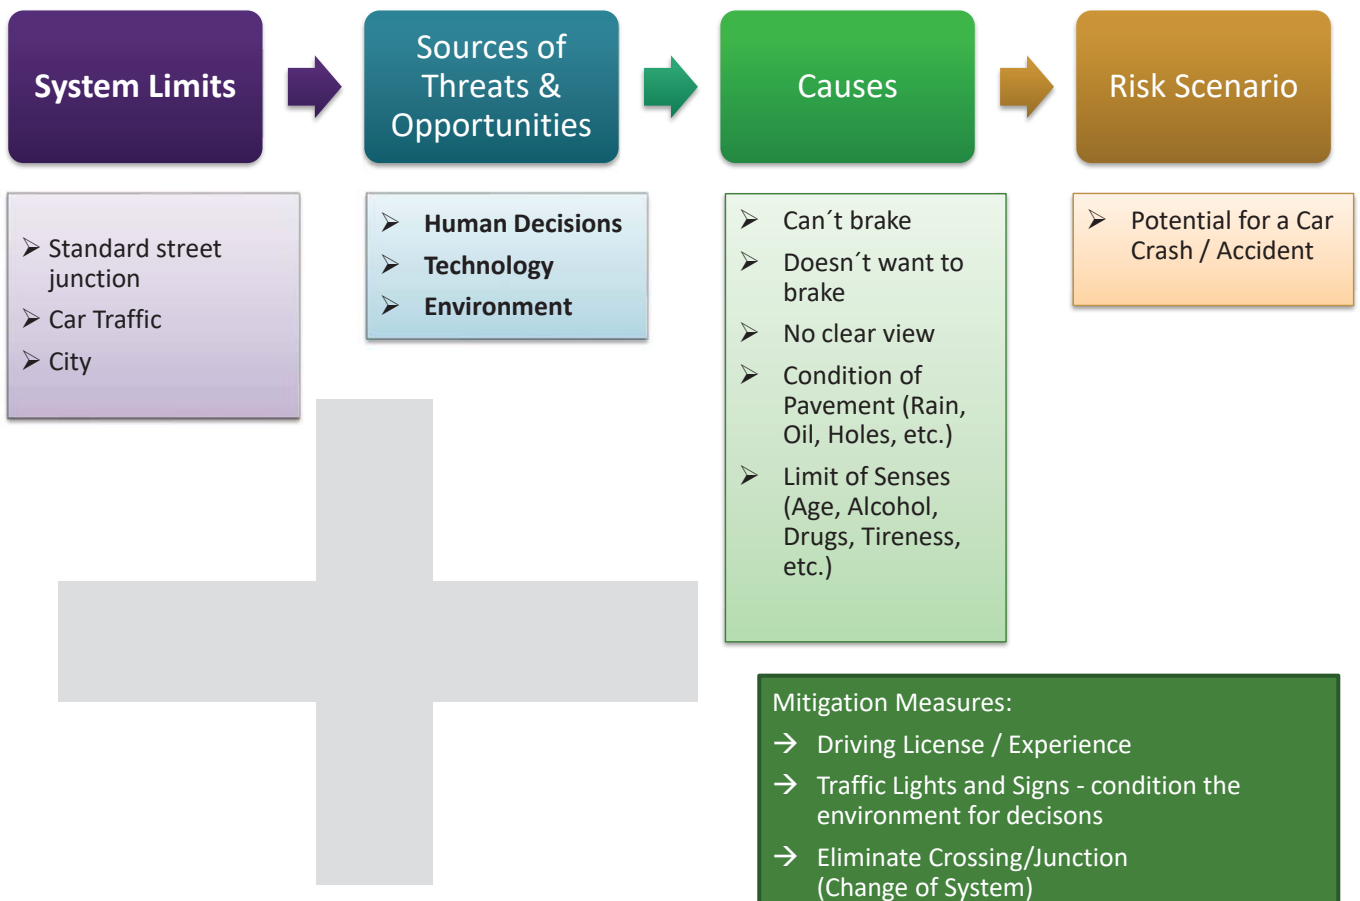 System Limits
Sources of
Threats &
Opportunities
Causes
Risk Scenario
➢ Standard street
junction
➢ Car Traffic
➢ City
➢ Human Decisions
➢ Technology
➢ Environment
➢ Can´t brake
➢ Doesn´t want to
brake
➢ No clear view
➢ Condition of
Pavement (Rain,
Oil, Holes, etc.)
➢ Limit of Senses
(Age, Alcohol,
Drugs, Tireness,
etc.)
➢ Potential for a Car
Crash / Accident
Mitigation Measures:
→ Driving License / Experience
→ Traffic Lights and Signs - condition the
environment for decisons
→ Eliminate Crossing/Junction
(Change of System)